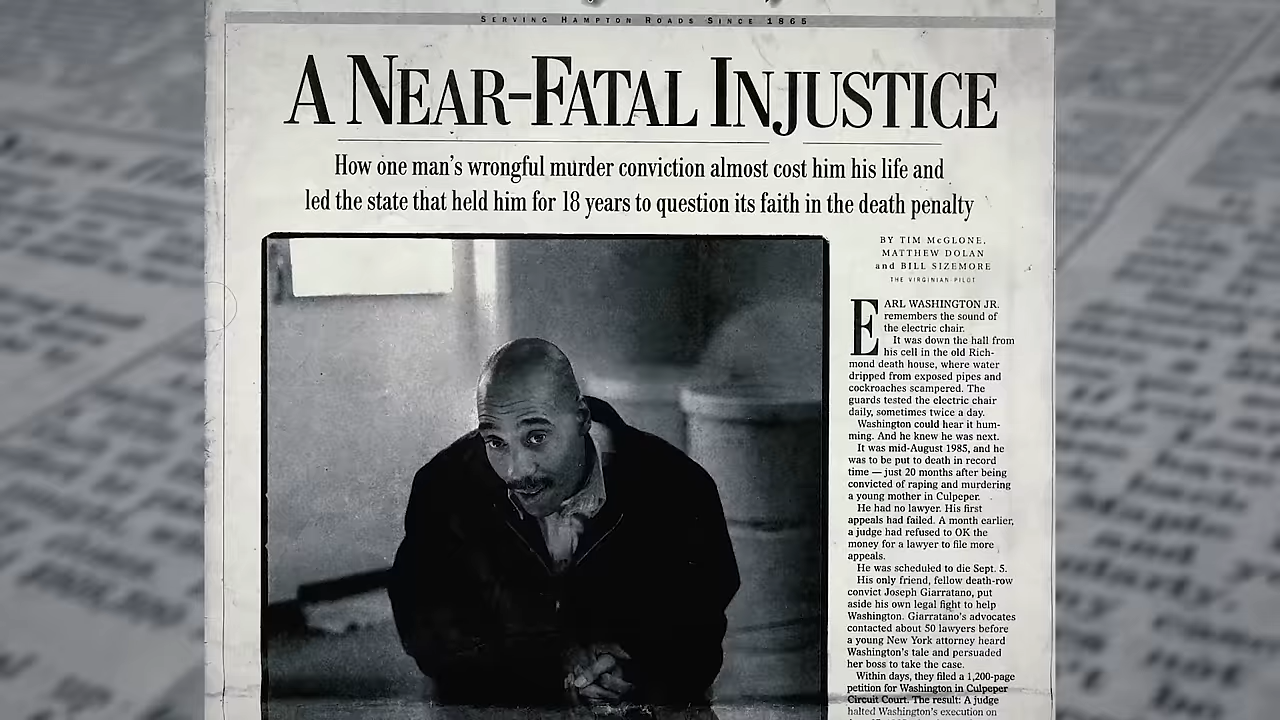 SERVING HAMPTON ROADS SINCE 1865
A NEAR-FATAL INJUSTICE
How one man's wrongful murder conviction almost cost him his life and
led the state that held him for 18 years to question its faith in the death penalty
BY TIM McGLONE,
MATTHEW DOLAN
and BILL SIZEMORE
THE VIRGINIAN-PILOT
EARL WASHINGTON JR.
remembers the sound of
the electric chair.
It was down the hall from
his cell in the old Rich-
mond death house, where water
dripped from exposed pipes and
cockroaches scampered. The
guards tested the electric chair
daily, sometimes twice a day.
Washington could hear it hum-
ming. And he knew he was next.
It was mid-August 1985, and he
was to be put to death in record
time — just 20 months after being
convicted of raping and murdering
a young mother in Culpeper.
He had no lawyer. His first
appeals had failed. A month earlier,
a judge had refused to OK the
money for a lawyer to file more
appeals.
He was scheduled to die Sept. 5.
His only friend, fellow death-row
convict Joseph Giarratano, put
aside his own legal fight to help
Washington. Giarratano's advocates
contacted about 50 lawyers before
a young New York attorney heard
Washington's tale and persuaded
her boss to take the case.
Within days, they filed a 1,200-page
petition for Washington in Culpeper
Circuit Court. The result: A judge
halted Washington's execution on